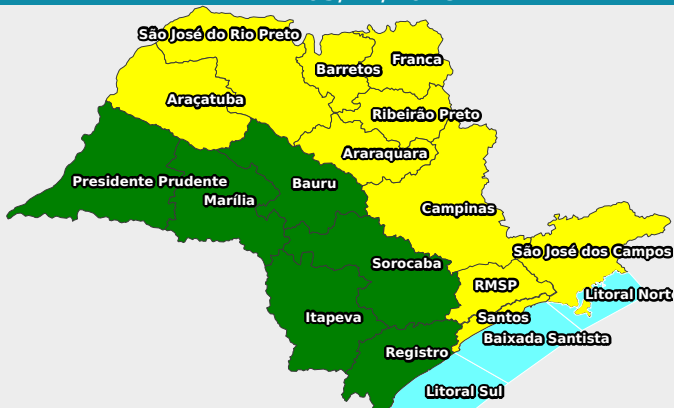 São José do Rio Preto
Franca
Barretos
Araçatuba
Ribeirão Preto
Araraquara
Presidente Prudente
Bauru
Marília
Campinas
São José dos Campos
Sorocaba
RMSP
Litoral Nort
Itapeva
Santos
Baixada Santista
Registro
Litoral Sul